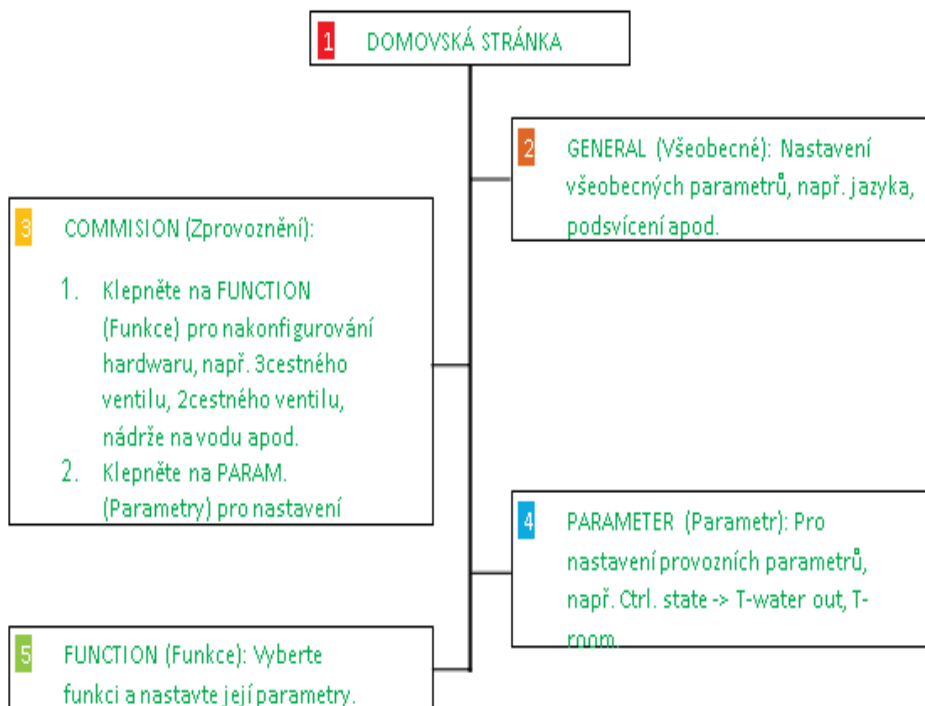 1 DOMOVSKÁ STRÁNKA
2 GENERAL (Všeobecné): Nastavení
všeobecných parametrů, např. jazyka,
podsvícení apod.
3 COMMISION (Zprovoznění):
1. Klepněte na FUNCTION
(Funkce) pro nakonfigurování
hardwaru, např. 3cestného
ventilu, 2cestného ventilu,
nádrže na vodu apod.
2. Klepněte na PARAM.
(Parametry) pro nastavení
4 PARAMETER (Parametr): Pro
nastavení provozních parametrů,
např. Ctrl. state -> T-water out, T-
room.
5 FUNCTION (Funkce): Vyberte
funkci a nastavte její parametry.